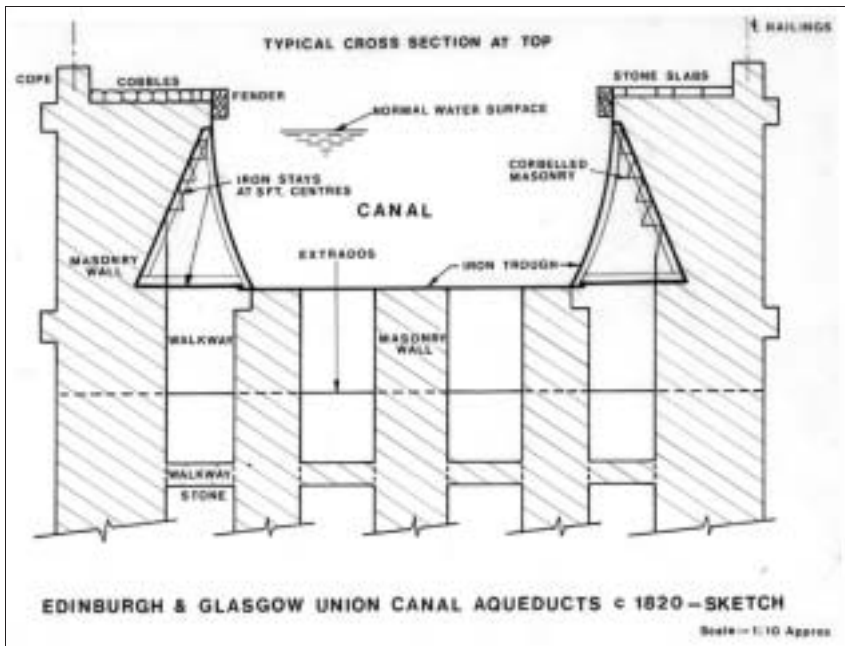 TYPICAL CROSS SECTION AT TOP
℄ RAILINGS
COPE
COBBLES
FENDER
STONE SLABS
NORMAL WATER SURFACE
IRON STAYS
AT 5FT. CENTRES
CORBELLED
MASONRY
CANAL
MASONRY
WALL
EXTRADOS
IRON TROUGH
WALKWAY
MASONRY
WALL
WALKWAY
STONE
EDINBURGH & GLASGOW UNION CANAL AQUEDUCTS c 1820 – SKETCH
Scale – 1:10 Approx